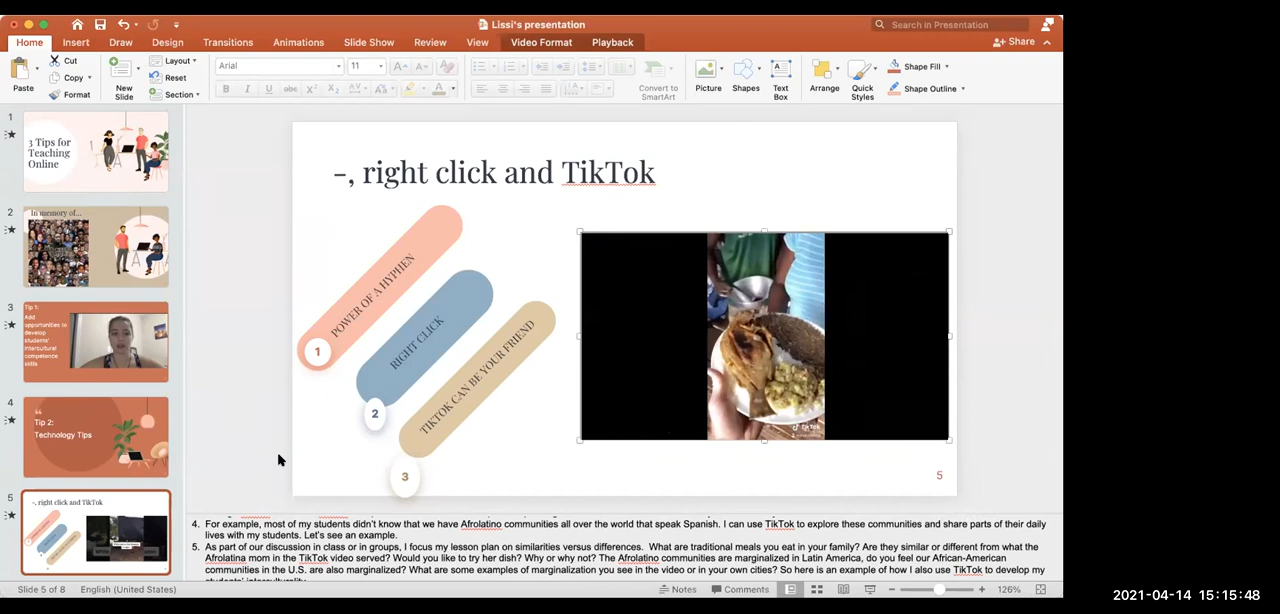 Lissi's presentation
Search in Presentation
Home Insert Draw Design Transitions Animations Slide Show Review View Video Format Playback
Share
Paste
Cut
Copy
Format
New Slide
Layout
Reset
Section
Arial 11
Convert to SmartArt
Picture
Shapes
Text Box
Arrange
Quick Styles
Shape Fill
Shape Outline
1
3 Tips for
Teaching
Online
2
In memory of...
3
Tip 1:
Add
opportunities to
develop
students'
intercultural
competence
skills
4
Tip 2:
Technology Tips
5
-, right click and TikTok
-, right click and TikTok
POWER OF A HYPHEN
1
RIGHT CLICK
2
TIKTOK CAN BE YOUR FRIEND
3
TikTok
5
4. For example, most of my students didn't know that we have Afrolatino communities all over the world that speak Spanish. I can use TikTok to explore these communities and share parts of their daily
lives with my students. Let's see an example.
5. As part of our discussion in class or in groups, I focus my lesson plan on similarities versus differences. What are traditional meals you eat in your family? Are they similar or different from what the
Afrolatina mom in the TikTok video served? Would you like to try her dish? Why or why not? The Afrolatino communities are marginalized in Latin America, do you feel our African-American
communities in the U.S. are also marginalized? What are some examples of marginalization you see in the video or in your own cities? So here is an example of how I also use TikTok to develop my
Slide 5 of 8 English (United States)
Notes Comments 126%
2021-04-14 15:15:48